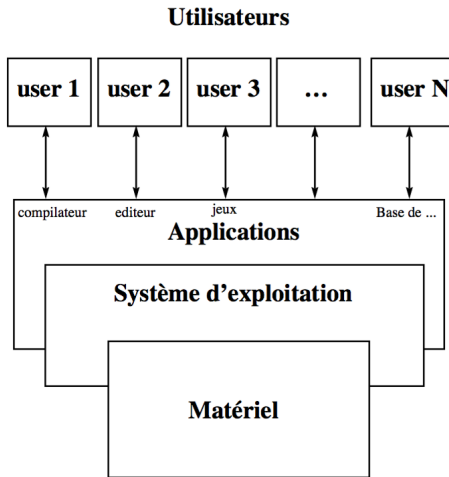 Utilisateurs
user 1 user 2 user 3 ... user N
compilateur editeur jeux Base de ...
Applications
Système d'exploitation
Matériel